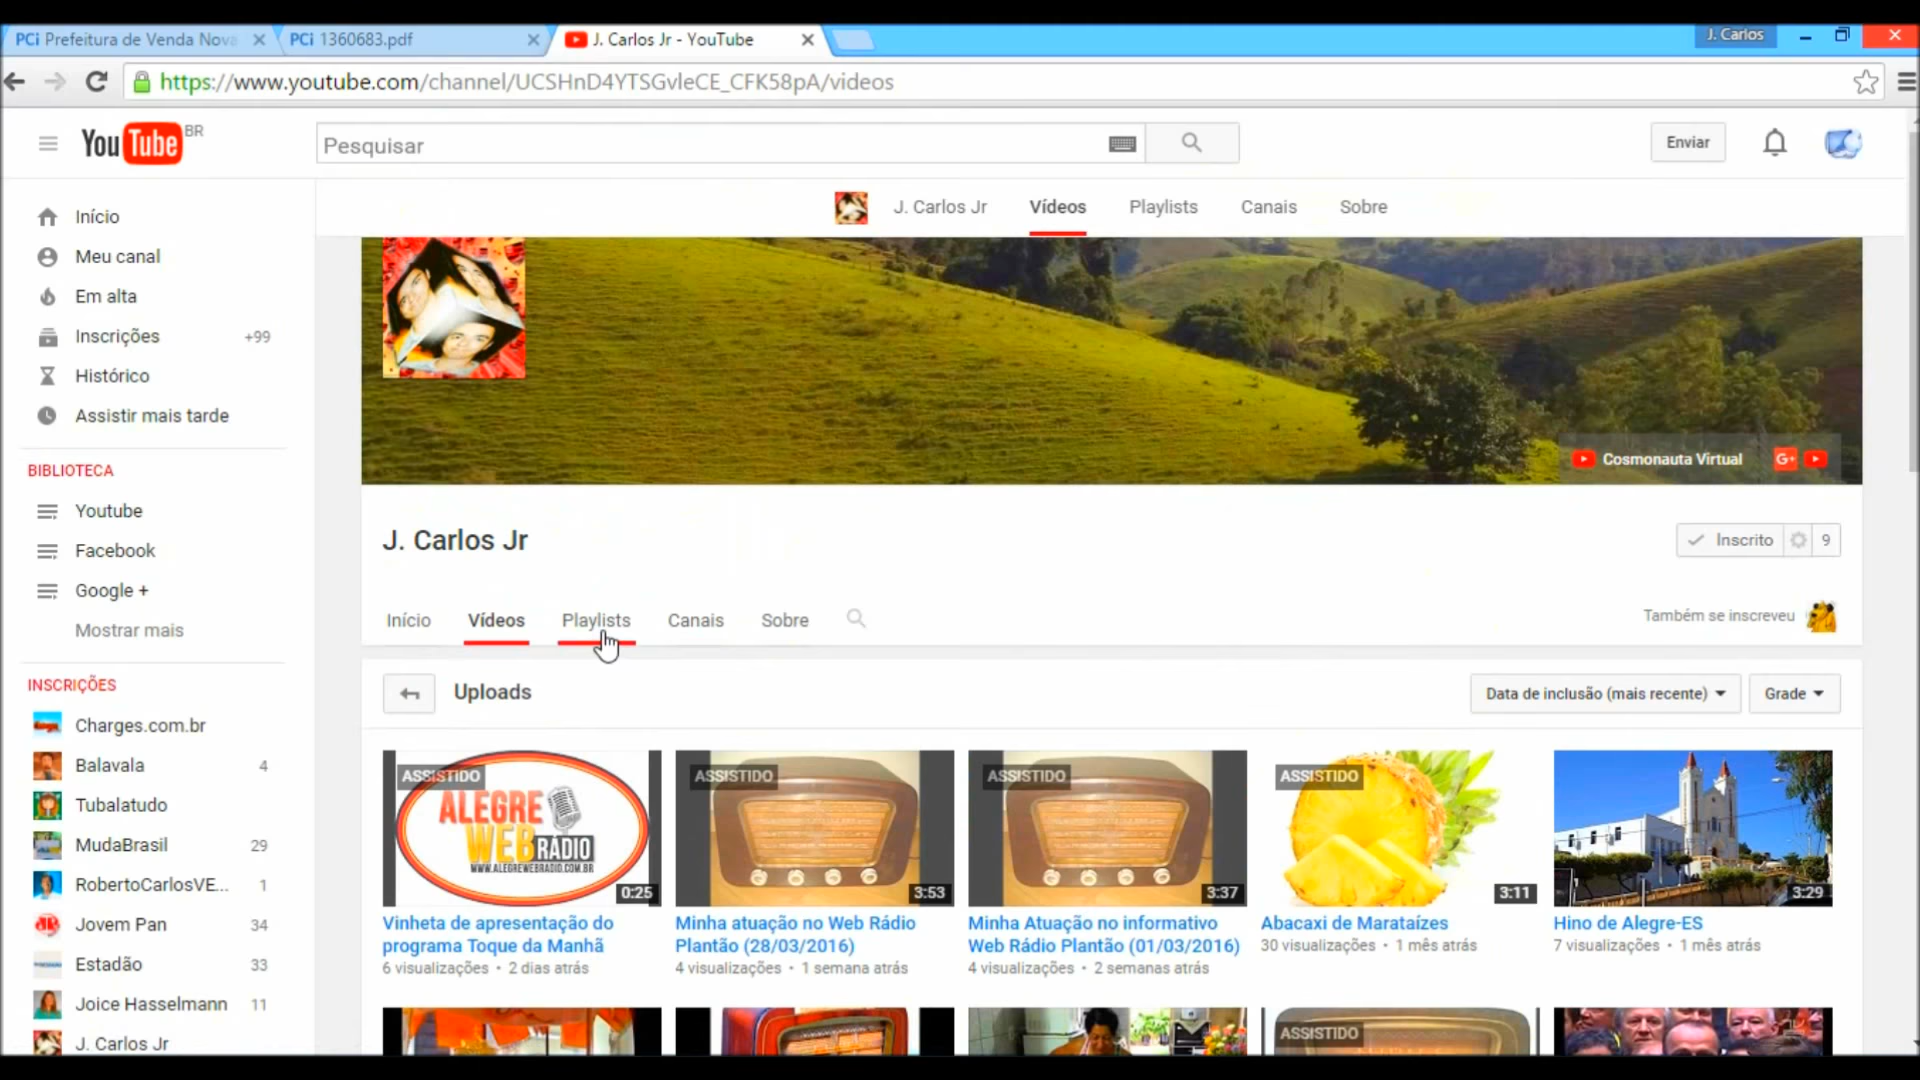 PCi Prefeitura de Venda Nova
PCi 1360683.pdf
J. Carlos Jr - YouTube
J. Carlos
https://www.youtube.com/channel/UCSHnD4YTSGvleCE_CFK58pA/videos
YouTube BR
Pesquisar
Enviar
J. Carlos Jr Vídeos Playlists Canais Sobre
Início
Meu canal
Em alta
Inscrições +99
Histórico
Assistir mais tarde
BIBLIOTECA
Youtube
Facebook
Google +
Mostrar mais
INSCRIÇÕES
Charges.com.br
Balavala 4
Tubalatudo
MudaBrasil 29
RobertoCarlosVE... 1
Jovem Pan 34
Estadão 33
Joice Hasselmann 11
J. Carlos Jr
Cosmonauta Virtual G+
J. Carlos Jr
Inscrito 9
Início Vídeos Playlists Canais Sobre
Também se inscreveu
Uploads
Data de inclusão (mais recente)
Grade
ASSISTIDO
ALEGRE
WEB RÁDIO
WWW.ALEGREWEBRADIO.COM.BR
0:25
Vinheta de apresentação do
programa Toque da Manhã
6 visualizações • 2 dias atrás
ASSISTIDO
3:53
Minha atuação no Web Rádio
Plantão (28/03/2016)
4 visualizações • 1 semana atrás
ASSISTIDO
3:37
Minha Atuação no informativo
Web Rádio Plantão (01/03/2016)
4 visualizações • 2 semanas atrás
ASSISTIDO
3:11
Abacaxi de Marataízes
30 visualizações • 1 mês atrás
3:29
Hino de Alegre-ES
7 visualizações • 1 mês atrás
ASSISTIDO